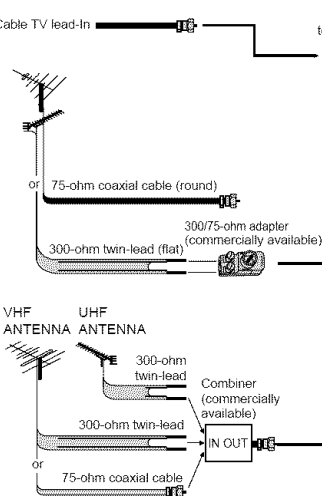 Cable TV lead-In
or
75-ohm coaxial cable (round)
300/75-ohm adapter
(commercially available)
300-ohm twin-lead (flat)
VHF
ANTENNA
UHF
ANTENNA
300-ohm
twin-lead
Combiner
(commercially
available)
300-ohm twin-lead
IN OUT
or
75-ohm coaxial cable